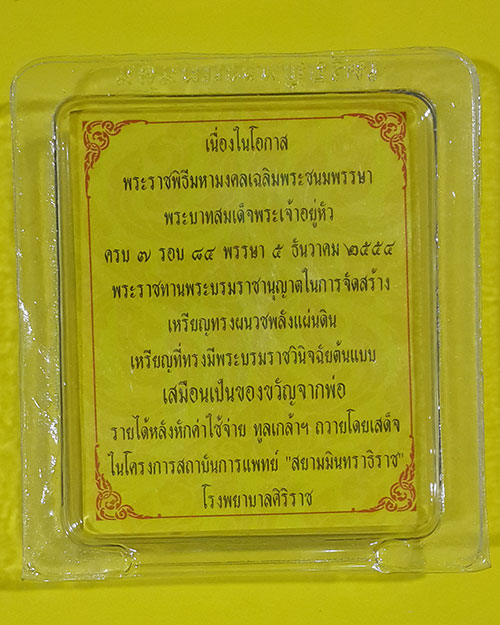 เนื่องในโอกาส
พระราชพิธีมหามงคลเฉลิมพระชนมพรรษา
พระบาทสมเด็จพระเจ้าอยู่หัว
ครบ ๗ รอบ ๘๔ พรรษา ๕ ธันวาคม ๒๕๕๔
พระราชทานพระบรมราชานุญาตในการจัดสร้าง
เหรียญทรงผนวชพลังแผ่นดิน
เหรียญที่ทรงมีพระบรมราชวินิจฉัยต้นแบบ
เสมือนเป็นของขวัญจากพ่อ
รายได้หลังหักค่าใช้จ่าย ทูลเกล้าฯ ถวายโดยเสด็จ
ในโครงการสถาบันการแพทย์ "สยามมินทราธิราช"
โรงพยาบาลศิริราช